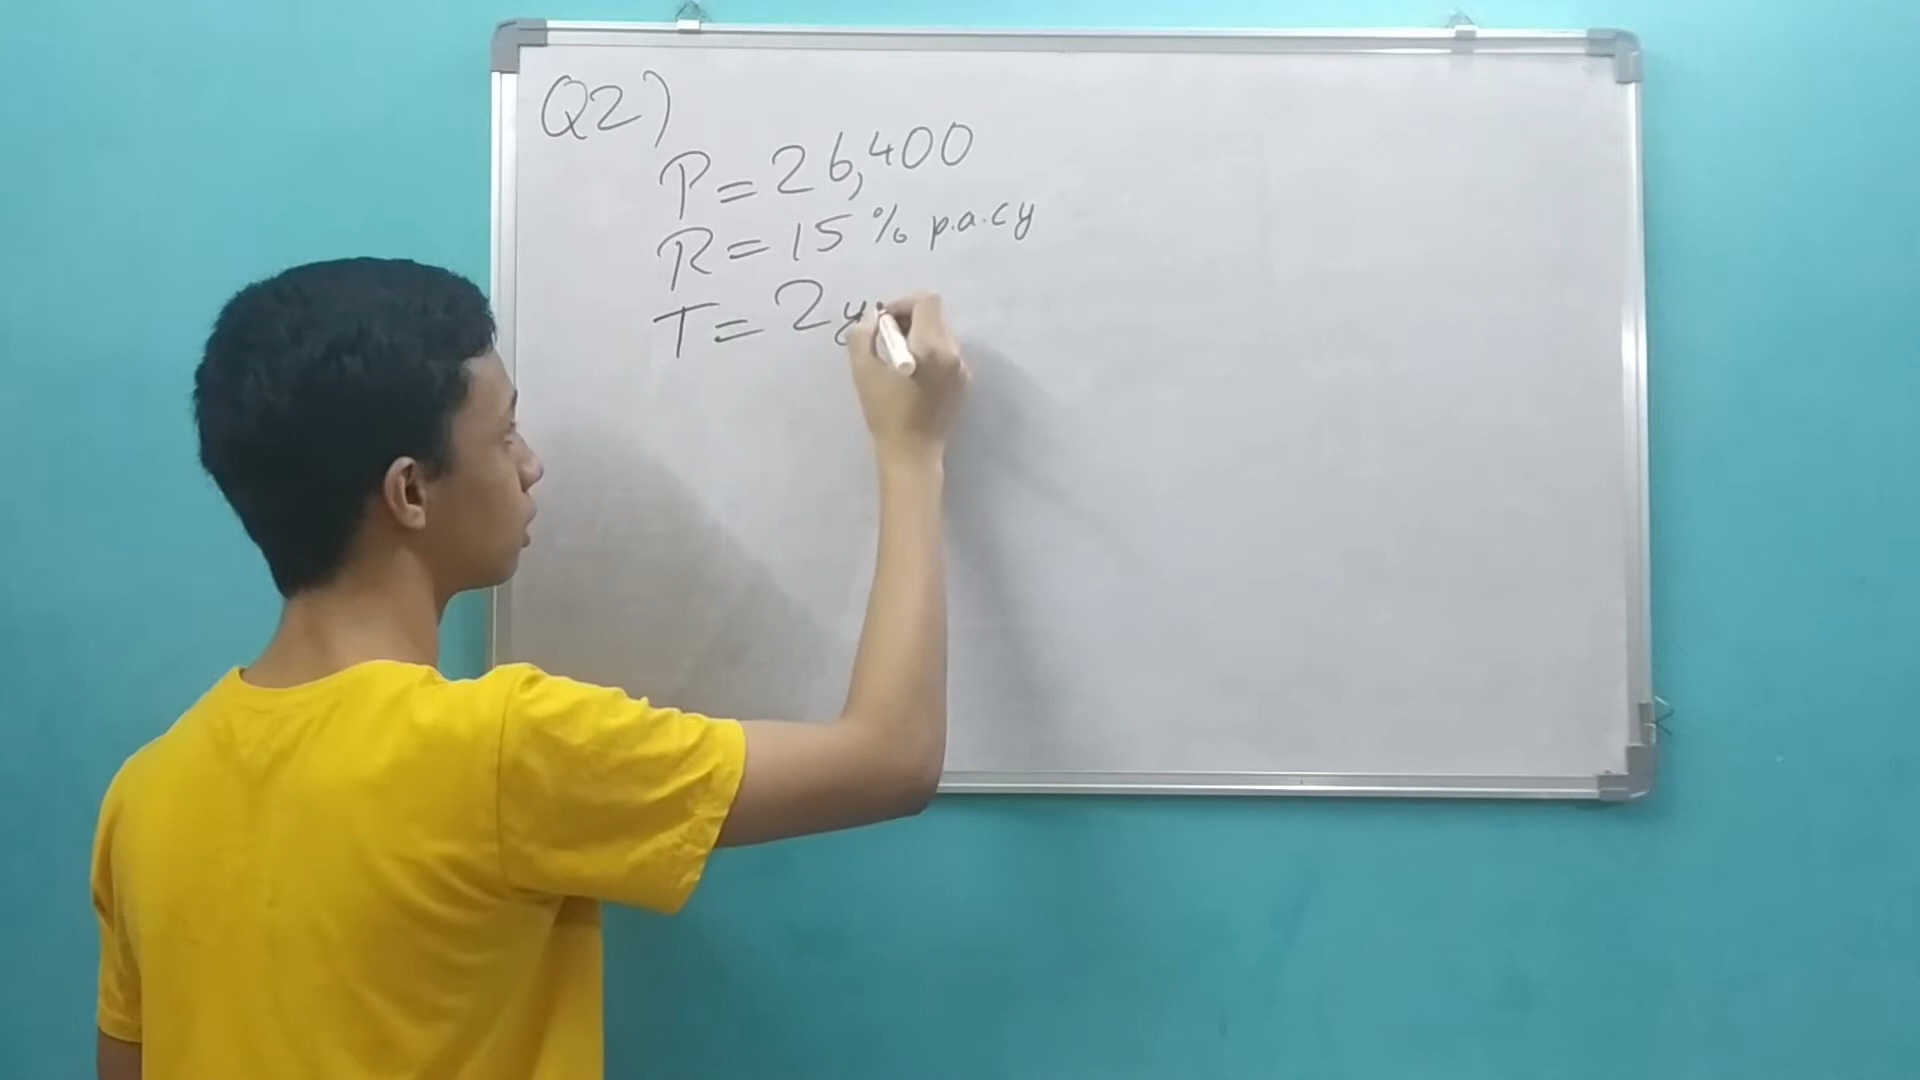 Q2)
P = 26,400
R = 15% p.a.cy
T = 2y